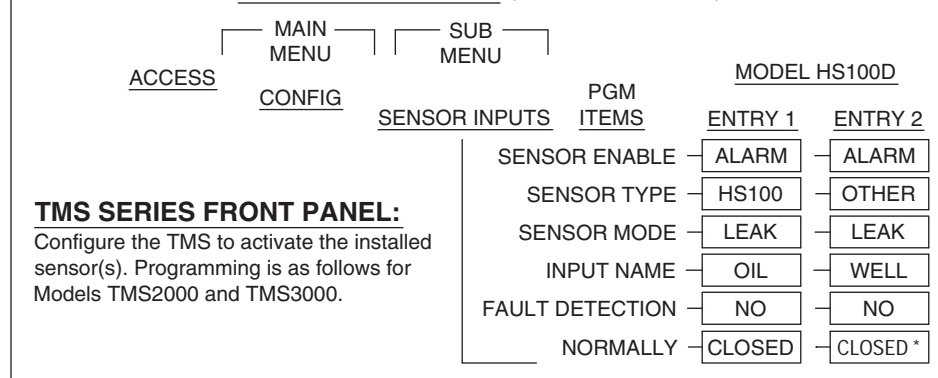 MAIN MENU
SUB MENU
ACCESS
CONFIG
SENSOR INPUTS
PGM ITEMS
MODEL HS100D
ENTRY 1
ENTRY 2
SENSOR ENABLE ALARM ALARM
SENSOR TYPE HS100 OTHER
SENSOR MODE LEAK LEAK
INPUT NAME OIL WELL
FAULT DETECTION NO NO
NORMALLY CLOSED CLOSED *
TMS SERIES FRONT PANEL:
Configure the TMS to activate the installed
sensor(s). Programming is as follows for
Models TMS2000 and TMS3000.